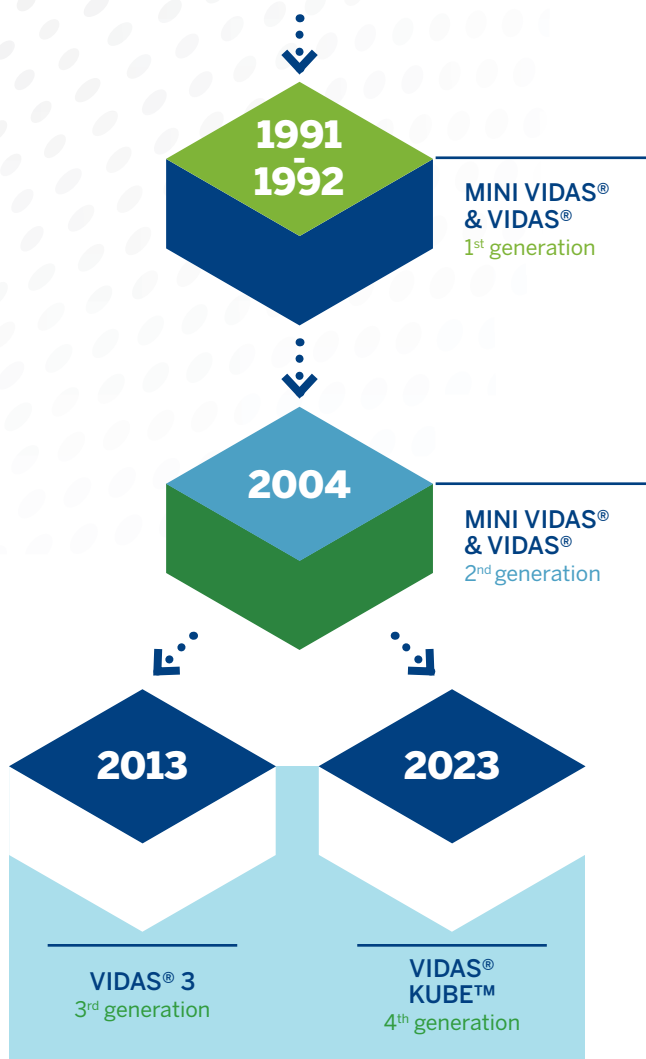 1991
-
1992
MINI VIDAS®
& VIDAS®
1st generation
2004
MINI VIDAS®
& VIDAS®
2nd generation
2013
2023
VIDAS® 3
3rd generation
VIDAS®
KUBE™
4th generation